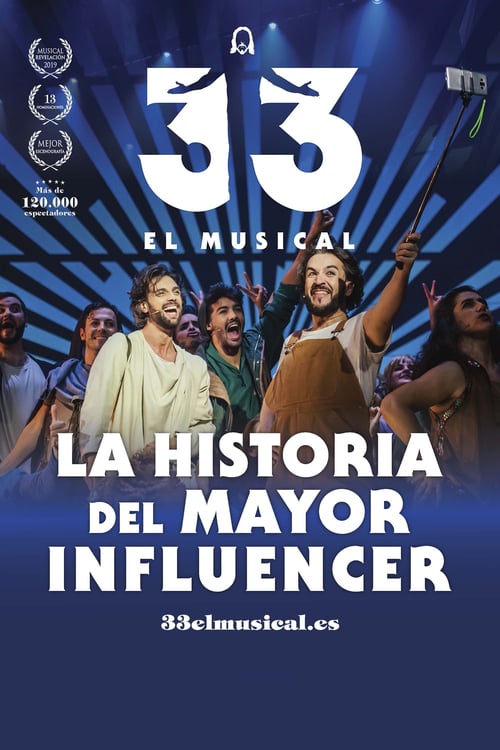 MUSICAL
REVELACIÓN
2019
13
NOMINACIONES
MEJOR
ESCENOGRAFÍA
Más de
120.000
espectadores
33
EL MUSICAL
LA HISTORIA
DEL MAYOR
INFLUENCER
33elmusical.es